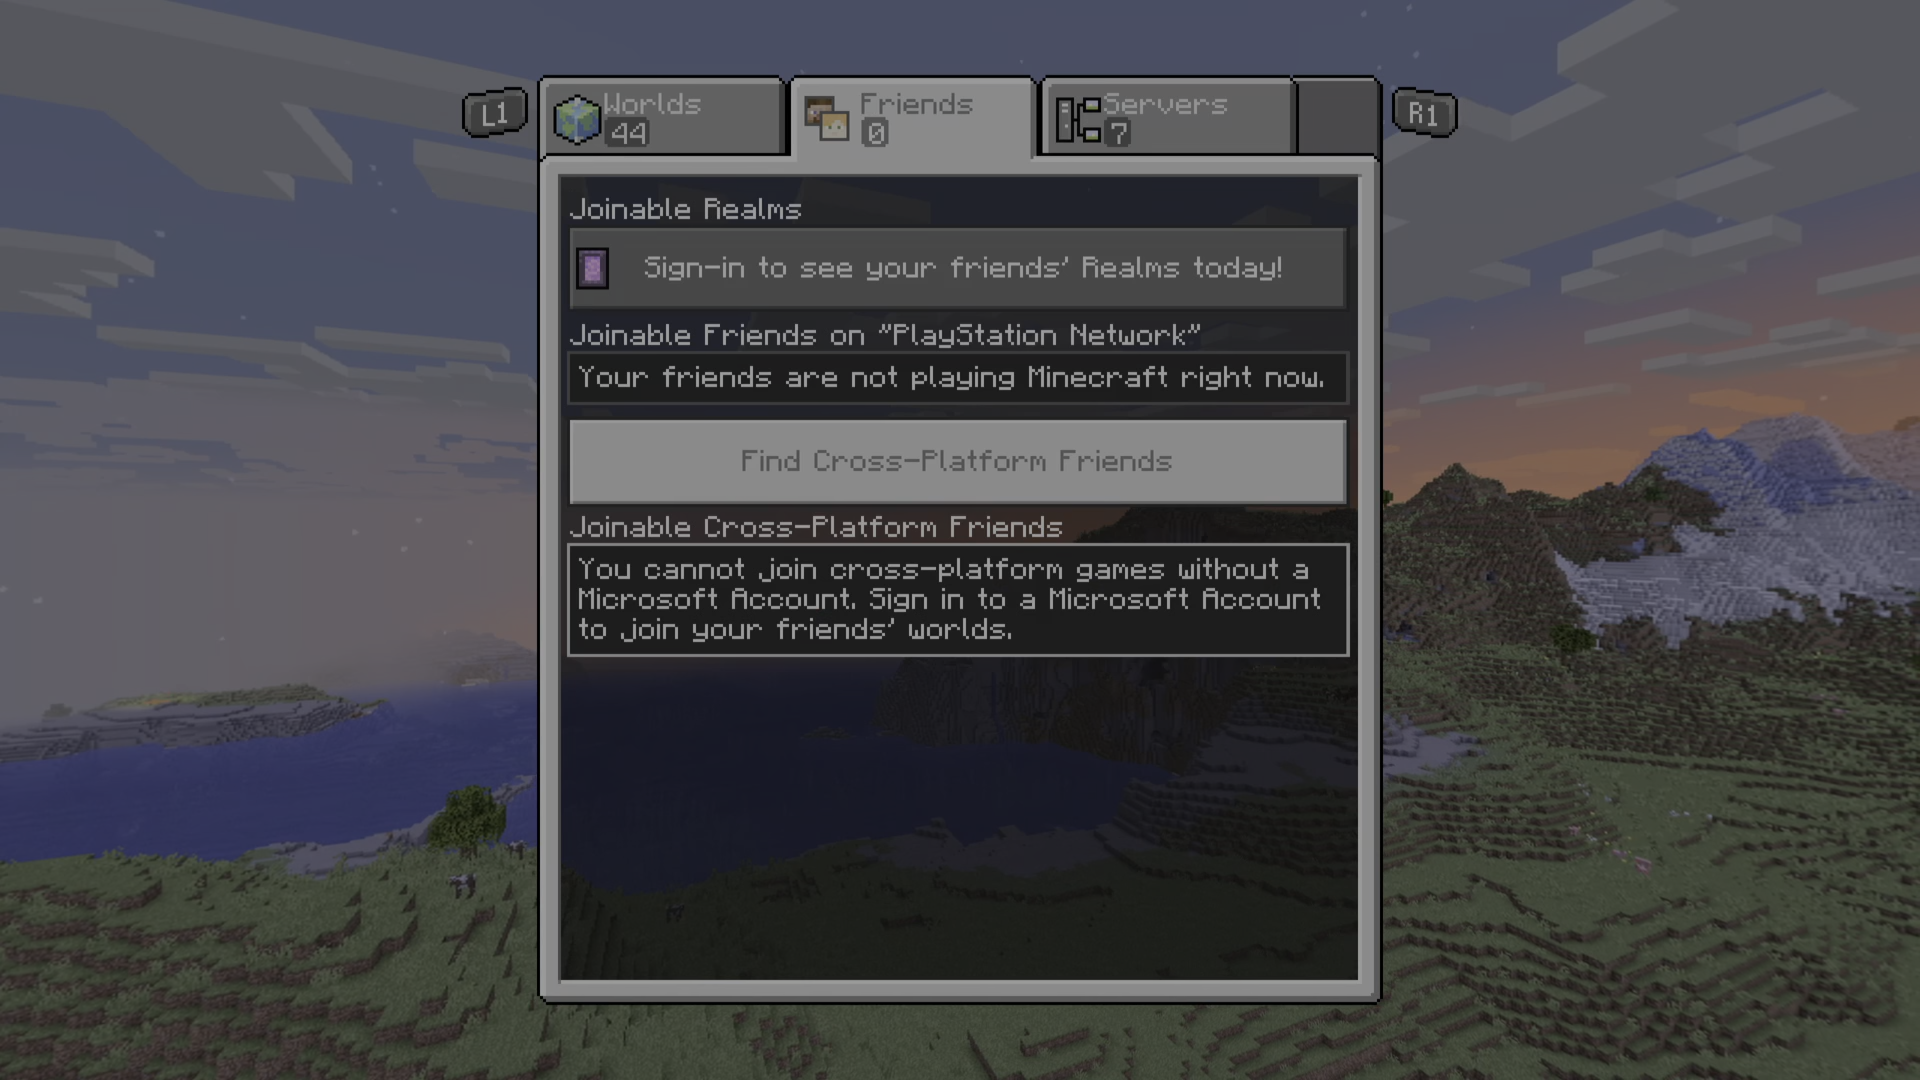 L1
Worlds
44
Friends
0
Servers
7
R1
Joinable Realms
Sign-in to see your friends' Realms today!
Joinable Friends on "PlayStation Network"
Your friends are not playing Minecraft right now.
Find Cross-Platform Friends
Joinable Cross-Platform Friends
You cannot join cross-platform games without a
Microsoft Account. Sign in to a Microsoft Account
to join your friends' worlds.